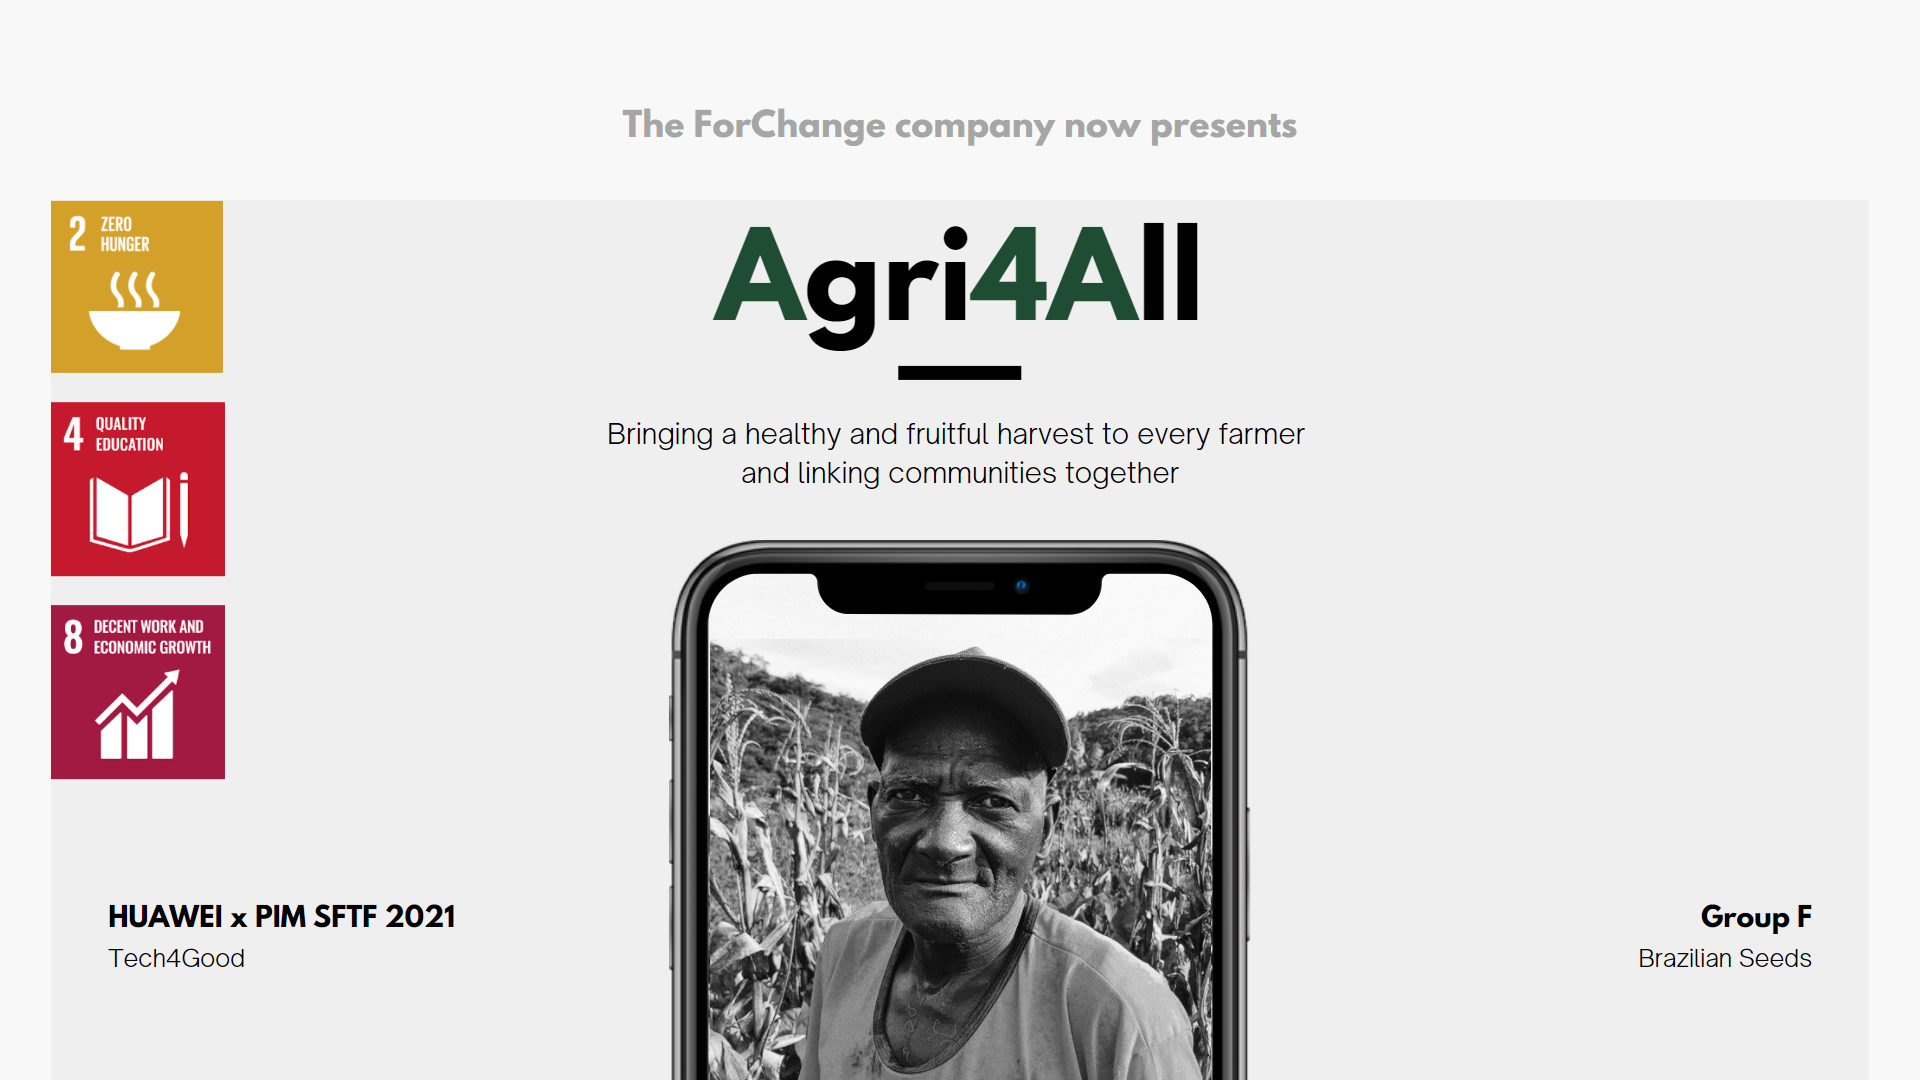 The ForChange company now presents
2 ZERO
HUNGER
Agri4All
Bringing a healthy and fruitful harvest to every farmer
and linking communities together
4 QUALITY
EDUCATION
8 DECENT WORK AND
ECONOMIC GROWTH
HUAWEI x PIM SFTF 2021
Tech4Good
Group F
Brazilian Seeds